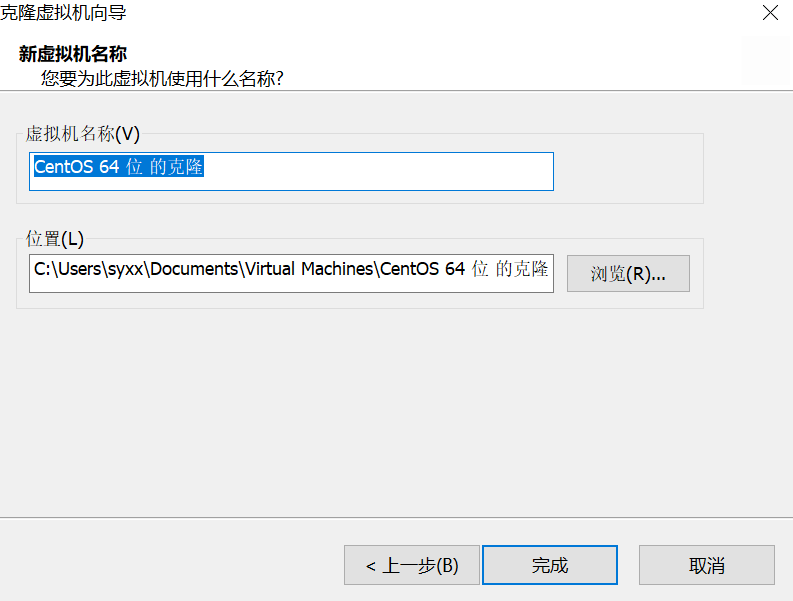 克隆虚拟机向导
新虚拟机名称
您要为此虚拟机使用什么名称?
虚拟机名称(V)
CentOS 64 位 的克隆
位置(L)
C:\Users\syxx\Documents\Virtual Machines\CentOS 64 位 的克隆
浏览(R)...
< 上一步(B)
完成
取消